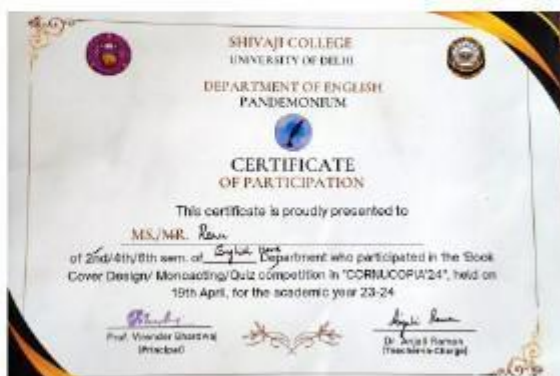 SHIVAJI COLLEGE
UNIVERSITY OF DELHI
DEPARTMENT OF ENGLISH
PANDEMONIUM
CERTIFICATE
OF PARTICIPATION
This certificate is proudly presented to
MS./MR. Renu
of 2nd/4th/6th sem. of English Hons Department who participated in the 'Book
Cover Design/ Monoacting/Quiz competition in "CORNUCOPIA'24", held on
19th April, for the academic year 23-24
Prof. Virender Bhardwaj
(Principal)
Dr. Anjali Raman
(Teacher-in-Charge)